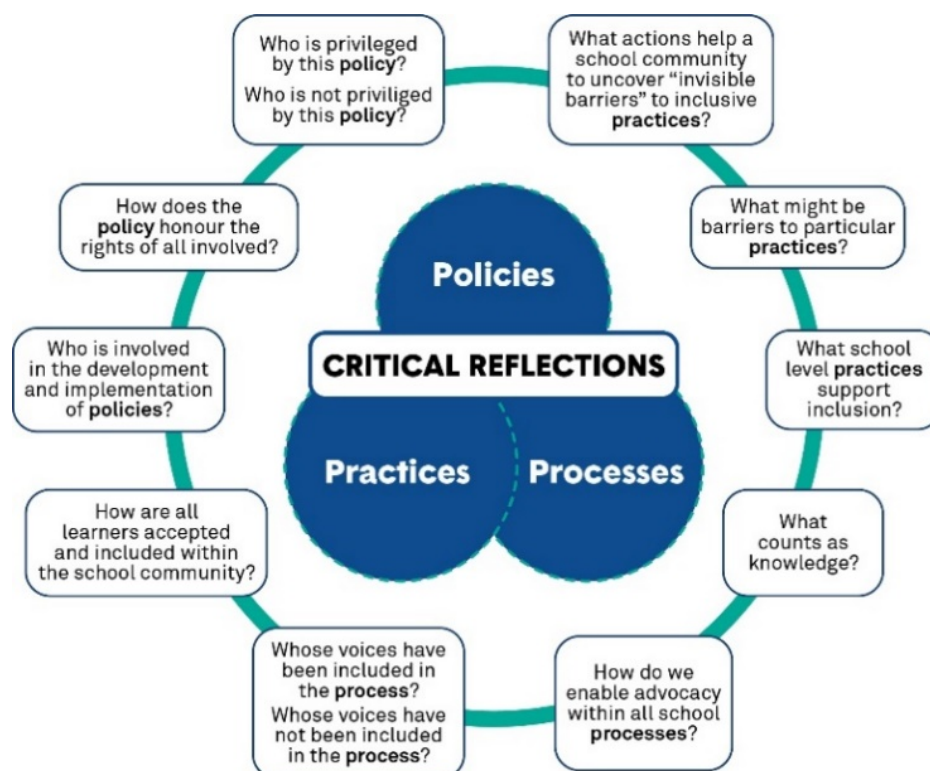 Who is privileged
by this policy?
Who is not priviliged
by this policy?
What actions help a
school community
to uncover “invisible
barriers” to inclusive
practices?
How does the
policy honour the
rights of all involved?
What might be
barriers to particular
practices?
Policies
CRITICAL REFLECTIONS
Practices
Processes
Who is involved
in the development
and implementation
of policies?
What school
level practices
support
inclusion?
How are all
learners accepted
and included within
the school community?
What
counts as
knowledge?
Whose voices have
been included in
the process?
Whose voices have
not been included
in the process?
How do we
enable advocacy
within all school
processes?